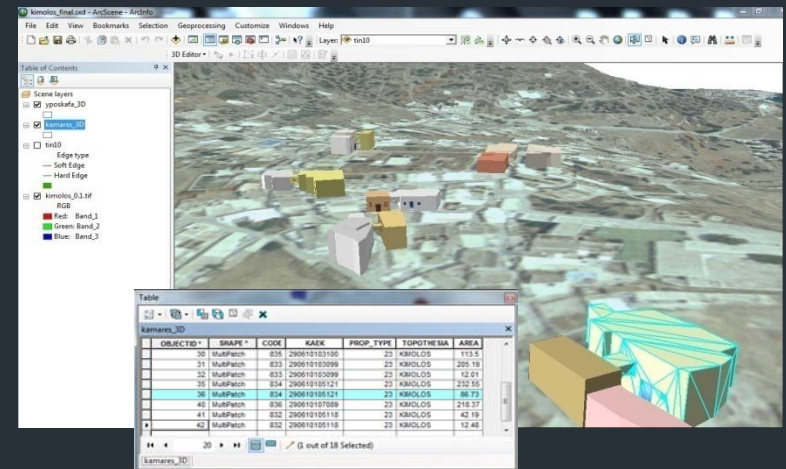 kimolos_final.sxd - ArcScene - ArcInfo
File Edit View Bookmarks Selection Geoprocessing Customize Windows Help
Layer: tin10
3D Editor
Table of Contents
Scene layers
yposkafa_3D
kamares_3D
tin10
Edge type
Soft Edge
Hard Edge
kimolos_0.1.tif
RGB
Red: Band_1
Green: Band_2
Blue: Band_3
Table
kamares_3D
OBJECTID * SHAPE * CODE KAEK PROP_TYPE TOPOTHESIA AREA
30 MultiPatch 835 290610103100 23 KIMOLOS 113.5
31 MultiPatch 833 290610103099 23 KIMOLOS 205.19
32 MultiPatch 833 290610103099 23 KIMOLOS 12.01
35 MultiPatch 834 290610105121 23 KIMOLOS 232.55
36 MultiPatch 834 290610105121 23 KIMOLOS 86.73
40 MultiPatch 836 290610107089 23 KIMOLOS 218.37
41 MultiPatch 832 290610105118 23 KIMOLOS 42.19
42 MultiPatch 832 290610105118 23 KIMOLOS 12.48
20 (1 out of 18 Selected)
kamares_3D